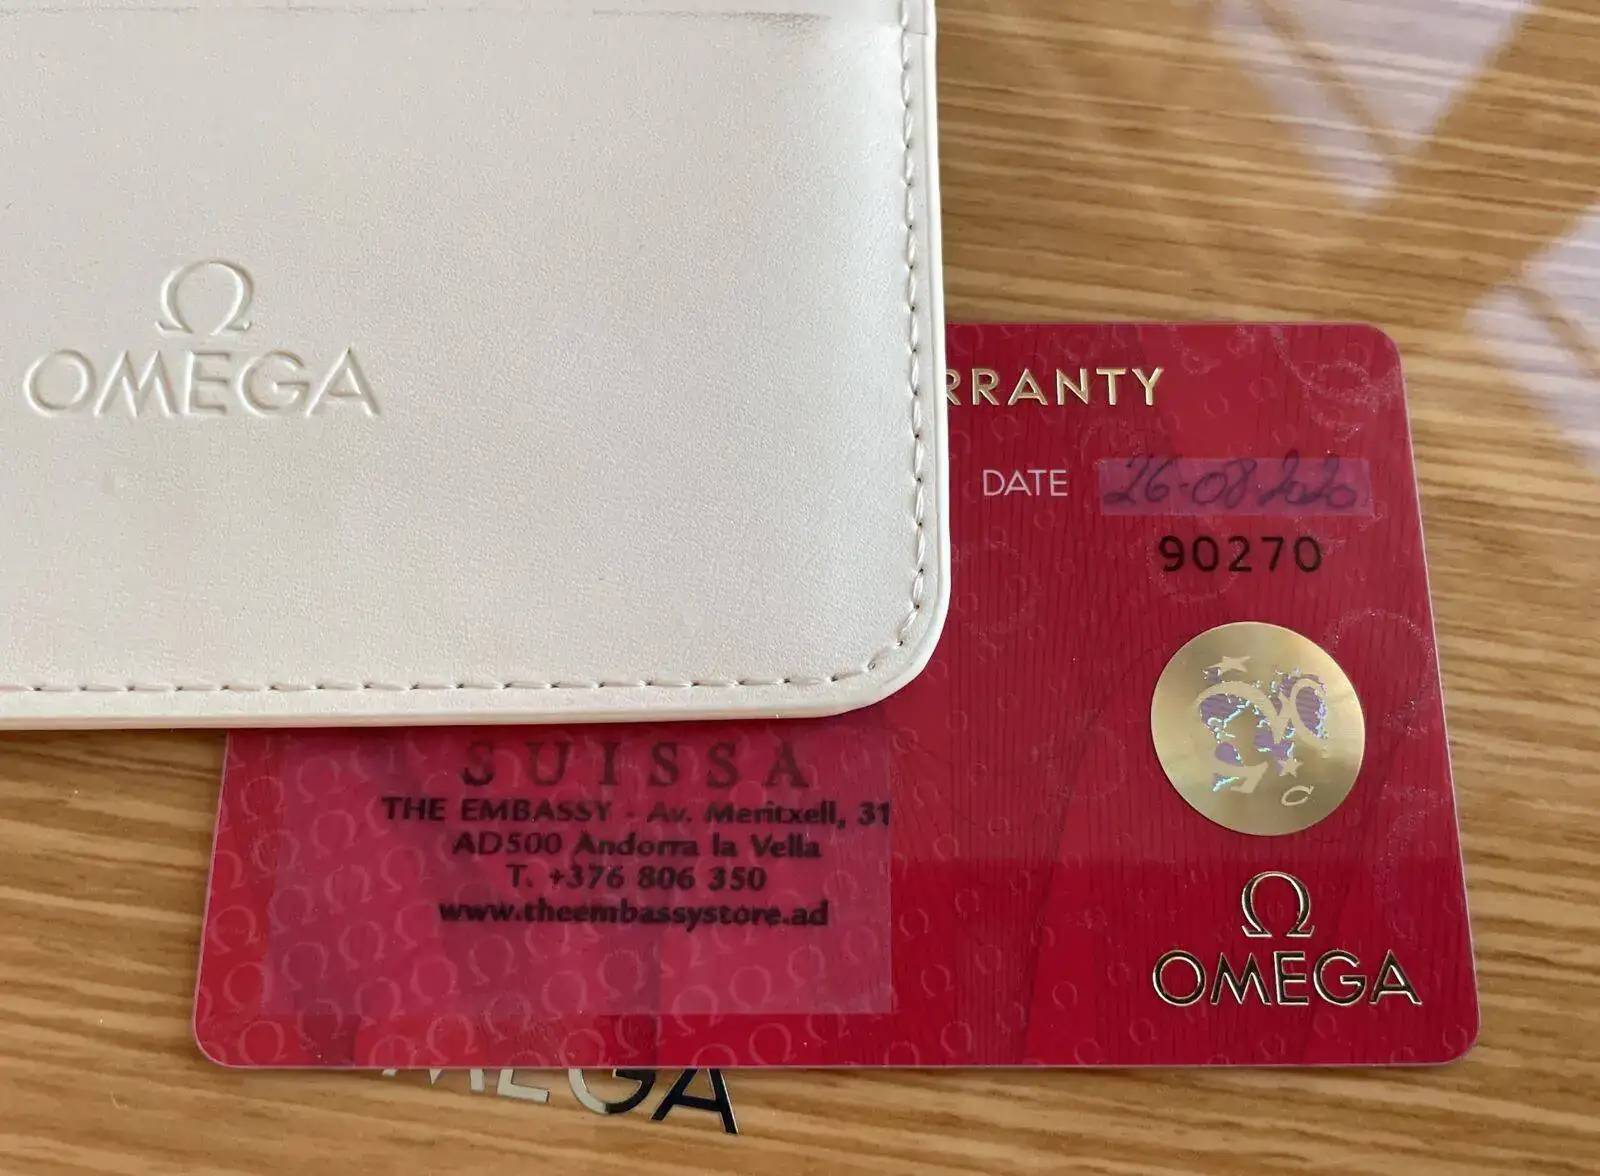 Ω
OMEGA
RRANTY
DATE 26-08-2020
90270
SUISSA
THE EMBASSY - Av. Meritxell, 31
AD500 Andorra la Vella
T. +376 806 350
www.theembassystore.ad
C
Ω
OMEGA
MEGA